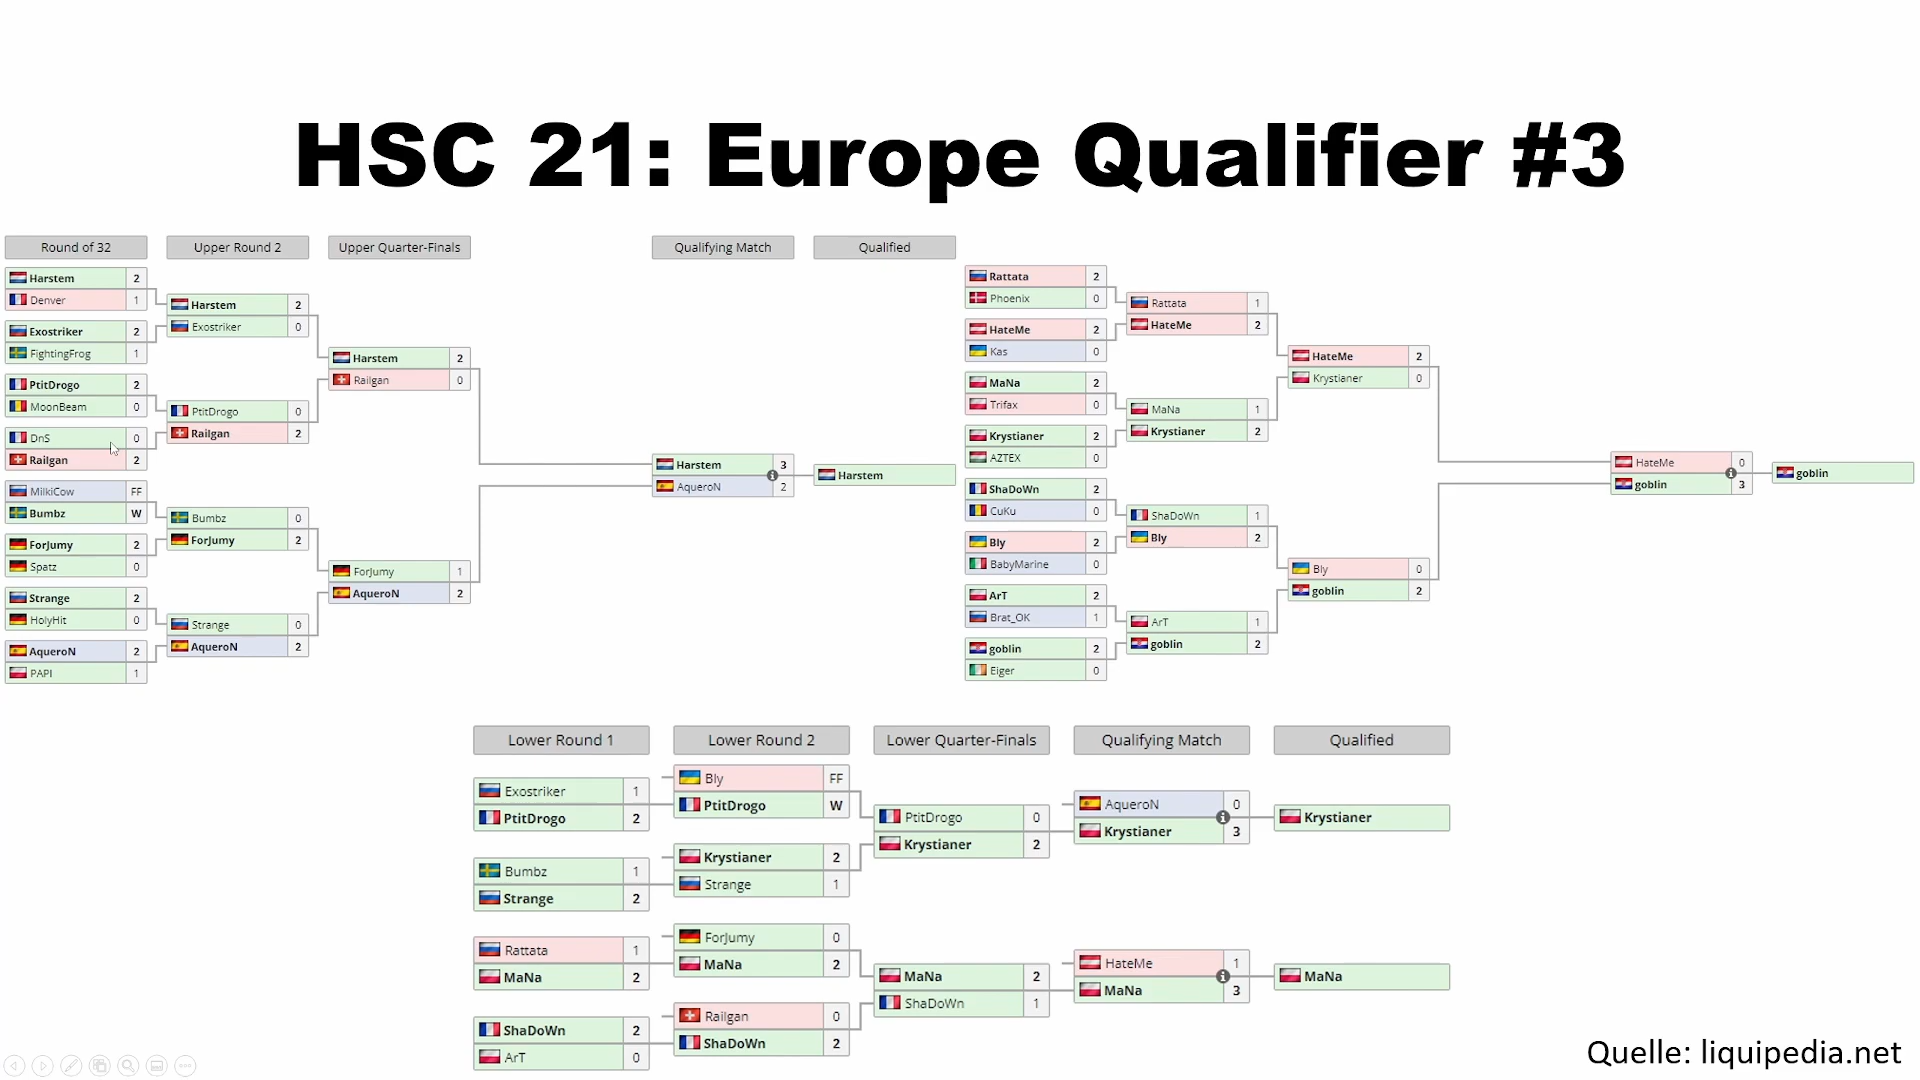 HSC 21: Europe Qualifier #3
Round of 32
Upper Round 2
Upper Quarter-Finals
Qualifying Match
Qualified
Harstem 2
Denver 1
Exostriker 2
FightingFrog 1
PtitDrogo 2
MoonBeam 0
DnS 0
Railgan 2
MilkiCow FF
Bumbz W
ForJumy 2
Spatz 0
Strange 2
HolyHit 0
AqueroN 2
PAPI 1
Harstem 2
Exostriker 0
PtitDrogo 0
Railgan 2
Bumbz 0
ForJumy 2
Strange 0
AqueroN 2
Harstem 2
Railgan 0
ForJumy 1
AqueroN 2
Harstem 3
AqueroN 2
Harstem
Rattata 2
Phoenix 0
HateMe 2
Kas 0
MaNa 2
Trifax 0
Krystianer 2
AZTEX 0
ShaDoWn 2
CuKu 0
Bly 2
BabyMarine 0
ArT 2
Brat_OK 1
goblin 2
Eiger 0
Rattata 1
HateMe 2
MaNa 1
Krystianer 2
ShaDoWn 1
Bly 2
ArT 1
goblin 2
HateMe 2
Krystianer 0
Bly 0
goblin 2
HateMe 0
goblin 3
goblin
Lower Round 1
Lower Round 2
Lower Quarter-Finals
Qualifying Match
Qualified
Exostriker 1
PtitDrogo 2
Bumbz 1
Strange 2
Rattata 1
MaNa 2
ShaDoWn 2
ArT 0
Bly FF
PtitDrogo W
Krystianer 2
Strange 1
ForJumy 0
MaNa 2
Railgan 0
ShaDoWn 2
PtitDrogo 0
Krystianer 2
MaNa 2
ShaDoWn 1
AqueroN 0
Krystianer 3
HateMe 1
MaNa 3
Krystianer
MaNa
Quelle: liquipedia.net